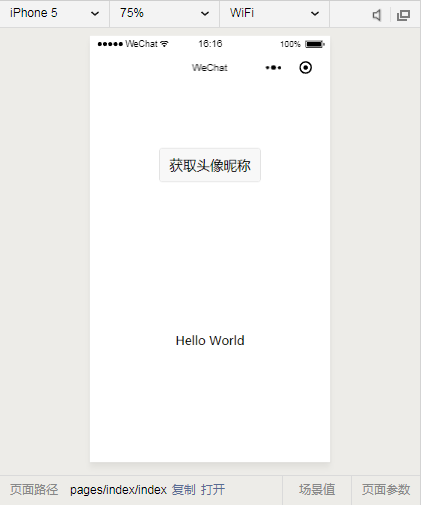 iPhone 5 75% WiFi
WeChat 16:16 100%
WeChat
获取头像昵称
Hello World
页面路径 pages/index/index 复制 打开 场景值 页面参数